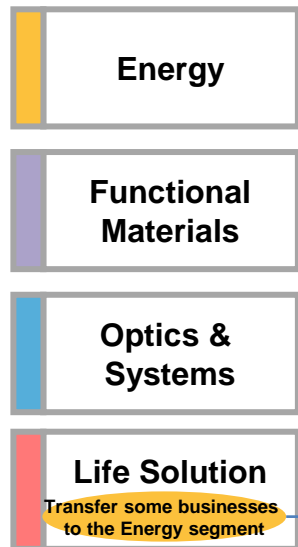 Energy
Functional
Materials
Optics &
Systems
Life Solution
Transfer some businesses
to the Energy segment